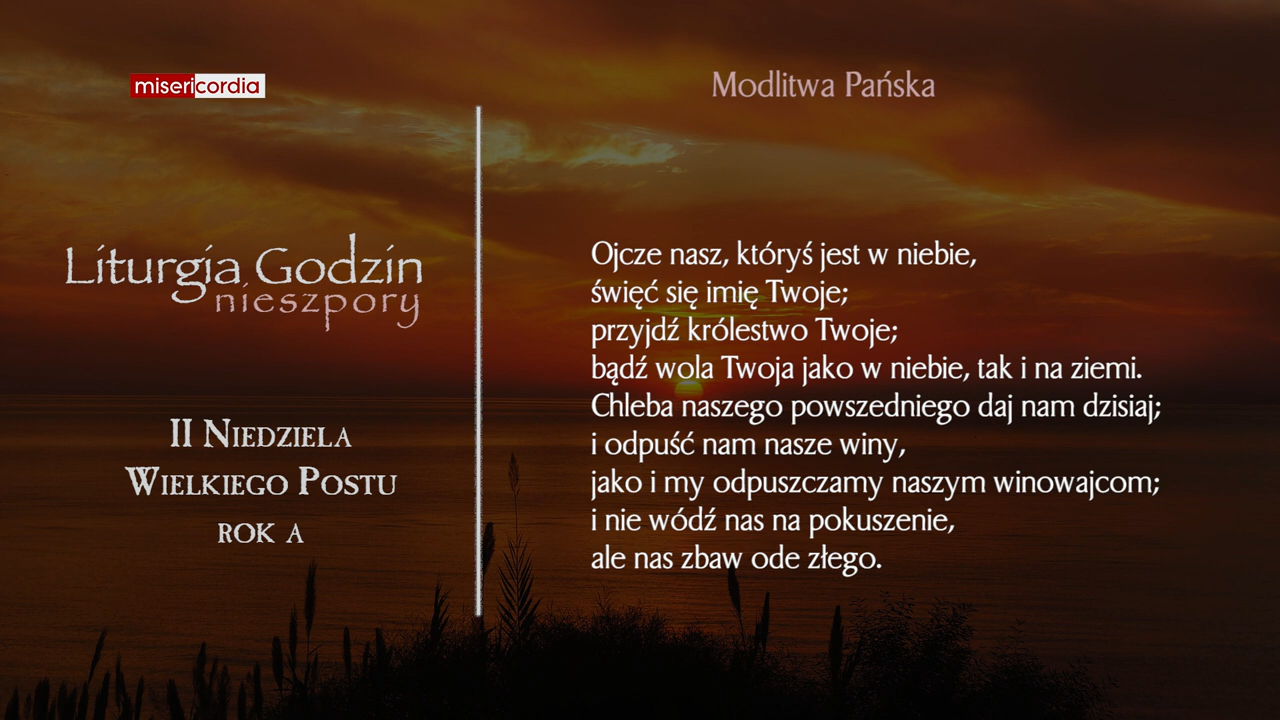 misericordia
Liturgia Godzin
nieszpory
II Niedziela
Wielkiego Postu
rok A
Modlitwa Pańska
Ojcze nasz, któryś jest w niebie,
święć się imię Twoje;
przyjdź królestwo Twoje;
bądź wola Twoja jako w niebie, tak i na ziemi.
Chleba naszego powszedniego daj nam dzisiaj;
i odpuść nam nasze winy,
jako i my odpuszczamy naszym winowajcom;
i nie wódź nas na pokuszenie,
ale nas zbaw ode złego.